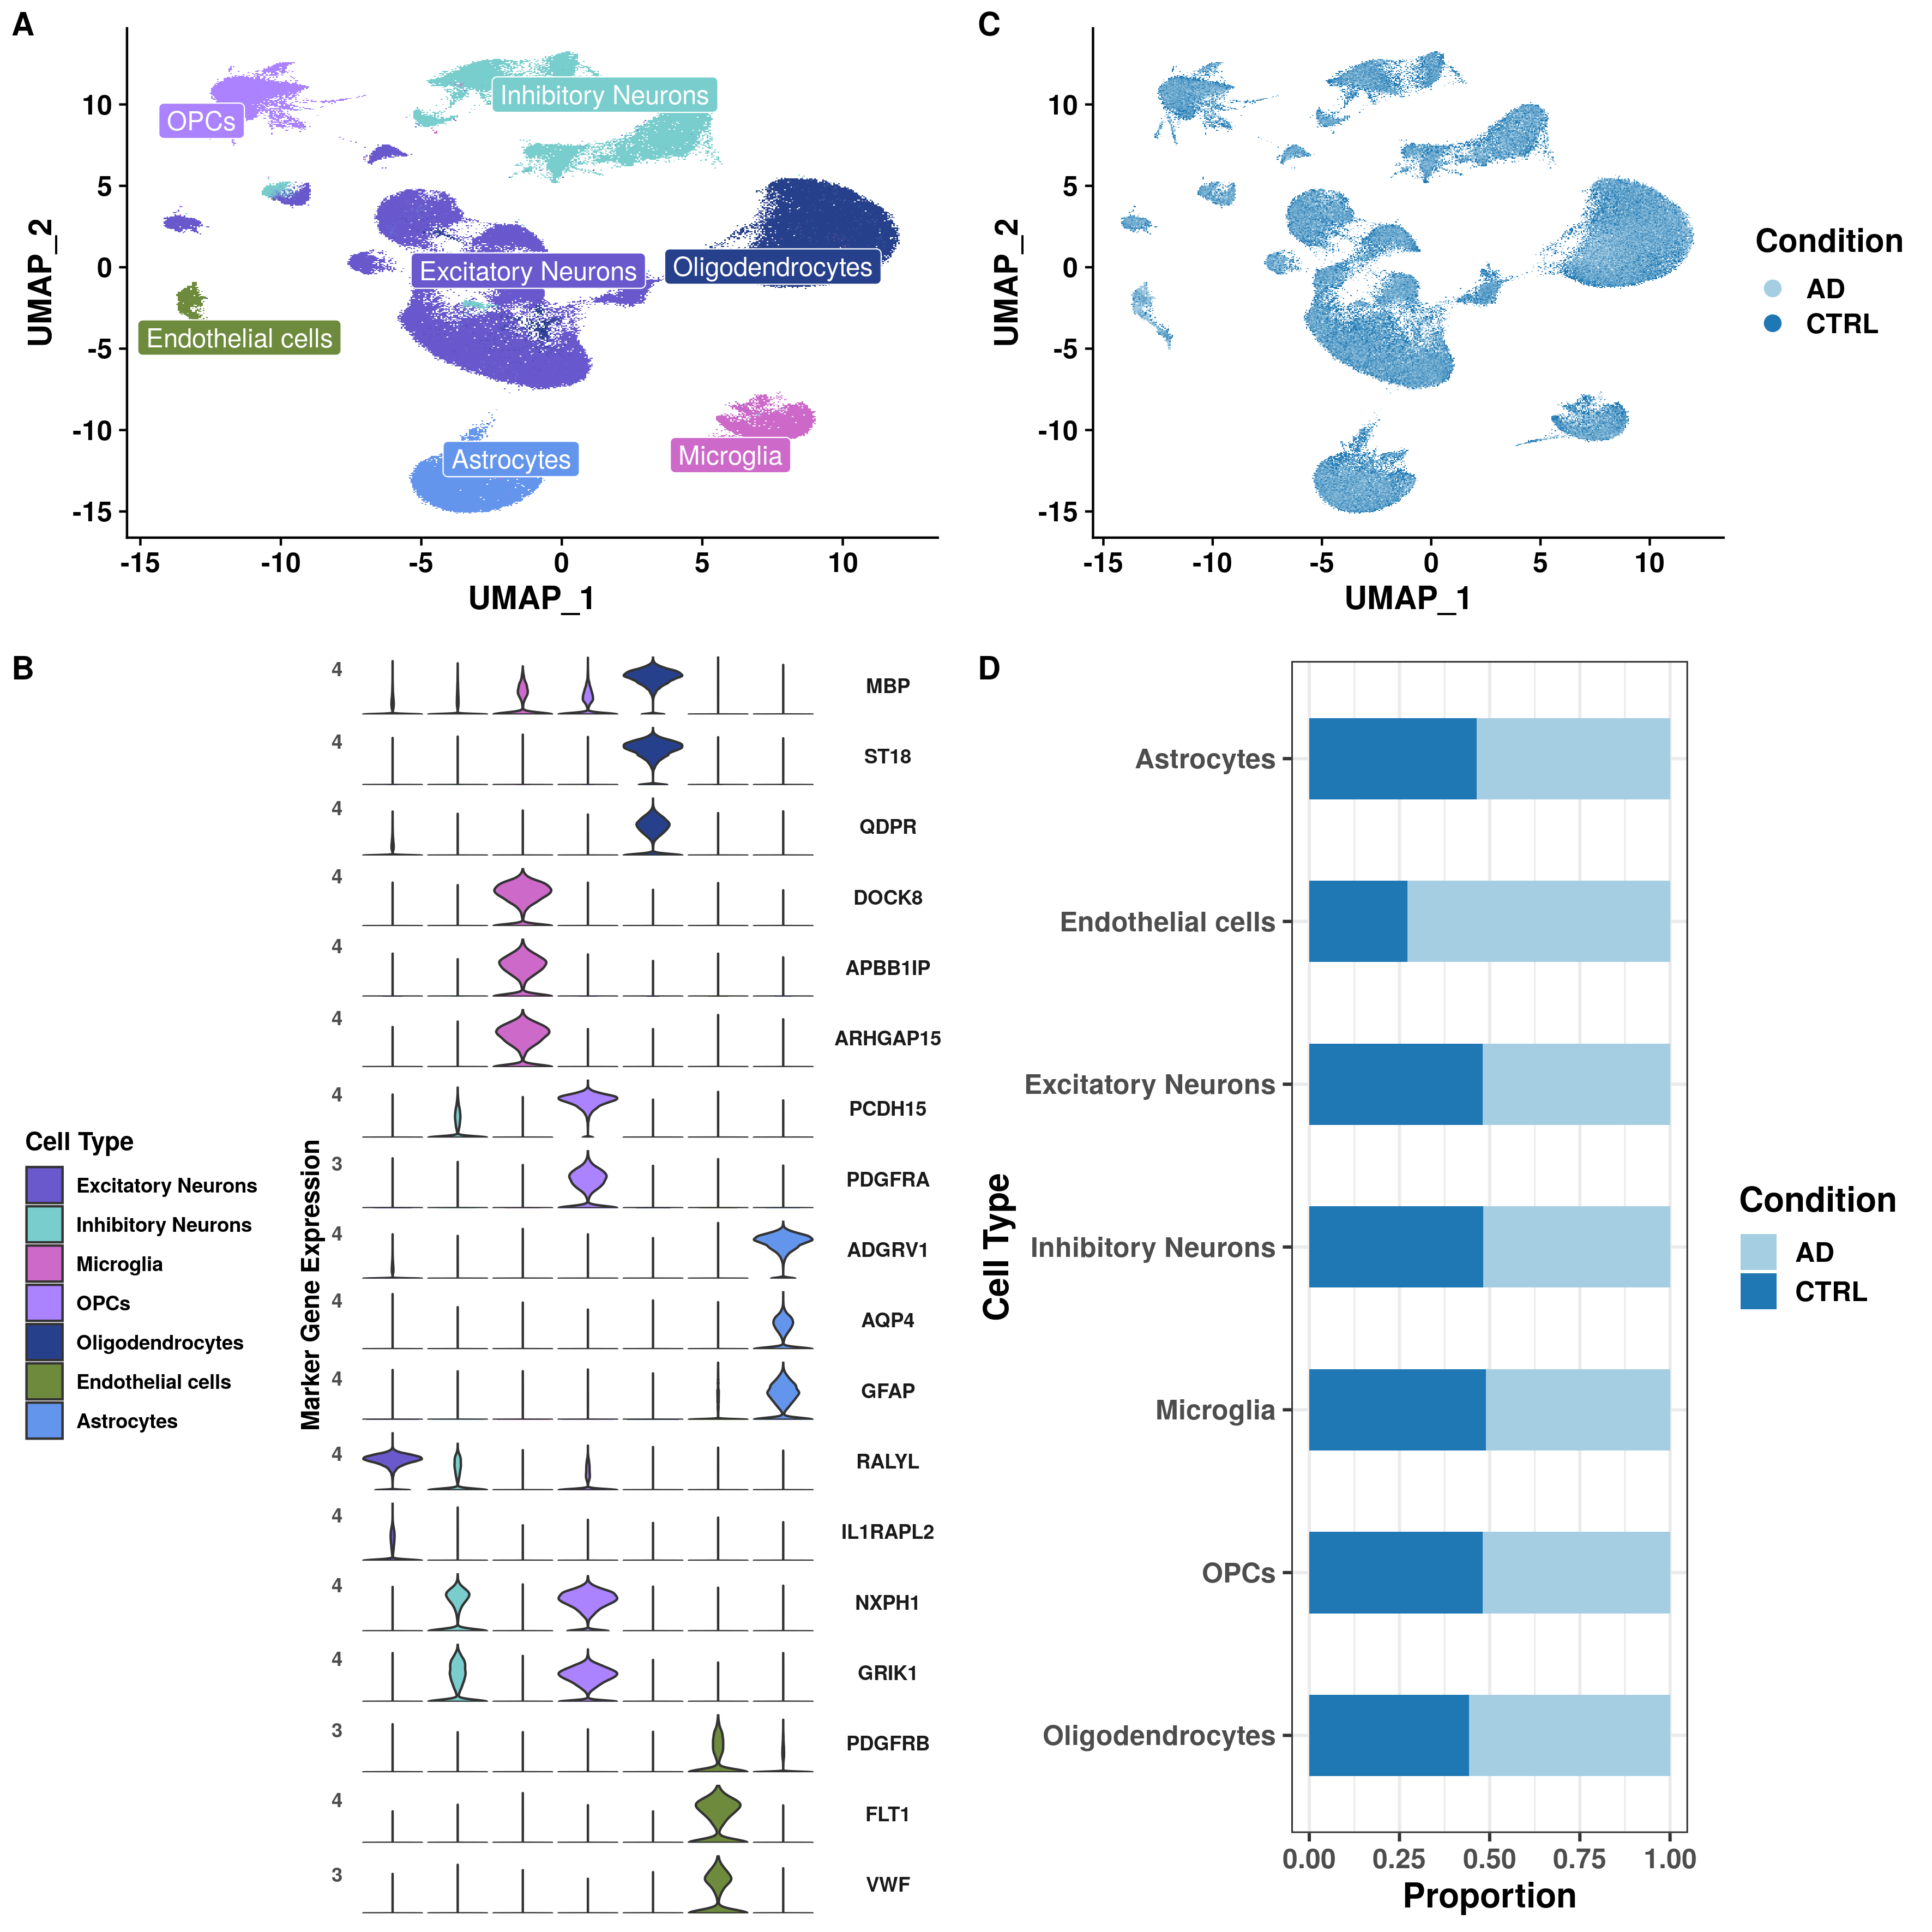 A
UMAP_2
10
5
0
-5
-10
-15
OPCs
Inhibitory Neurons
Excitatory Neurons
Oligodendrocytes
Endothelial cells
Astrocytes
Microglia
-15 -10 -5 0 5 10
UMAP_1
C
UMAP_2
10
5
0
-5
-10
-15
-15 -10 -5 0 5 10
UMAP_1
Condition
AD
CTRL
B
Cell Type
Excitatory Neurons
Inhibitory Neurons
Microglia
OPCs
Oligodendrocytes
Endothelial cells
Astrocytes
Marker Gene Expression
4 MBP
4 ST18
4 QDPR
4 DOCK8
4 APBB1IP
4 ARHGAP15
4 PCDH15
3 PDGFRA
4 ADGRV1
4 AQP4
4 GFAP
4 RALYL
4 IL1RAPL2
4 NXPH1
4 GRIK1
3 PDGFRB
4 FLT1
3 VWF
D
Cell Type
Astrocytes
Endothelial cells
Excitatory Neurons
Inhibitory Neurons
Microglia
OPCs
Oligodendrocytes
0.00 0.25 0.50 0.75 1.00
Proportion
Condition
AD
CTRL